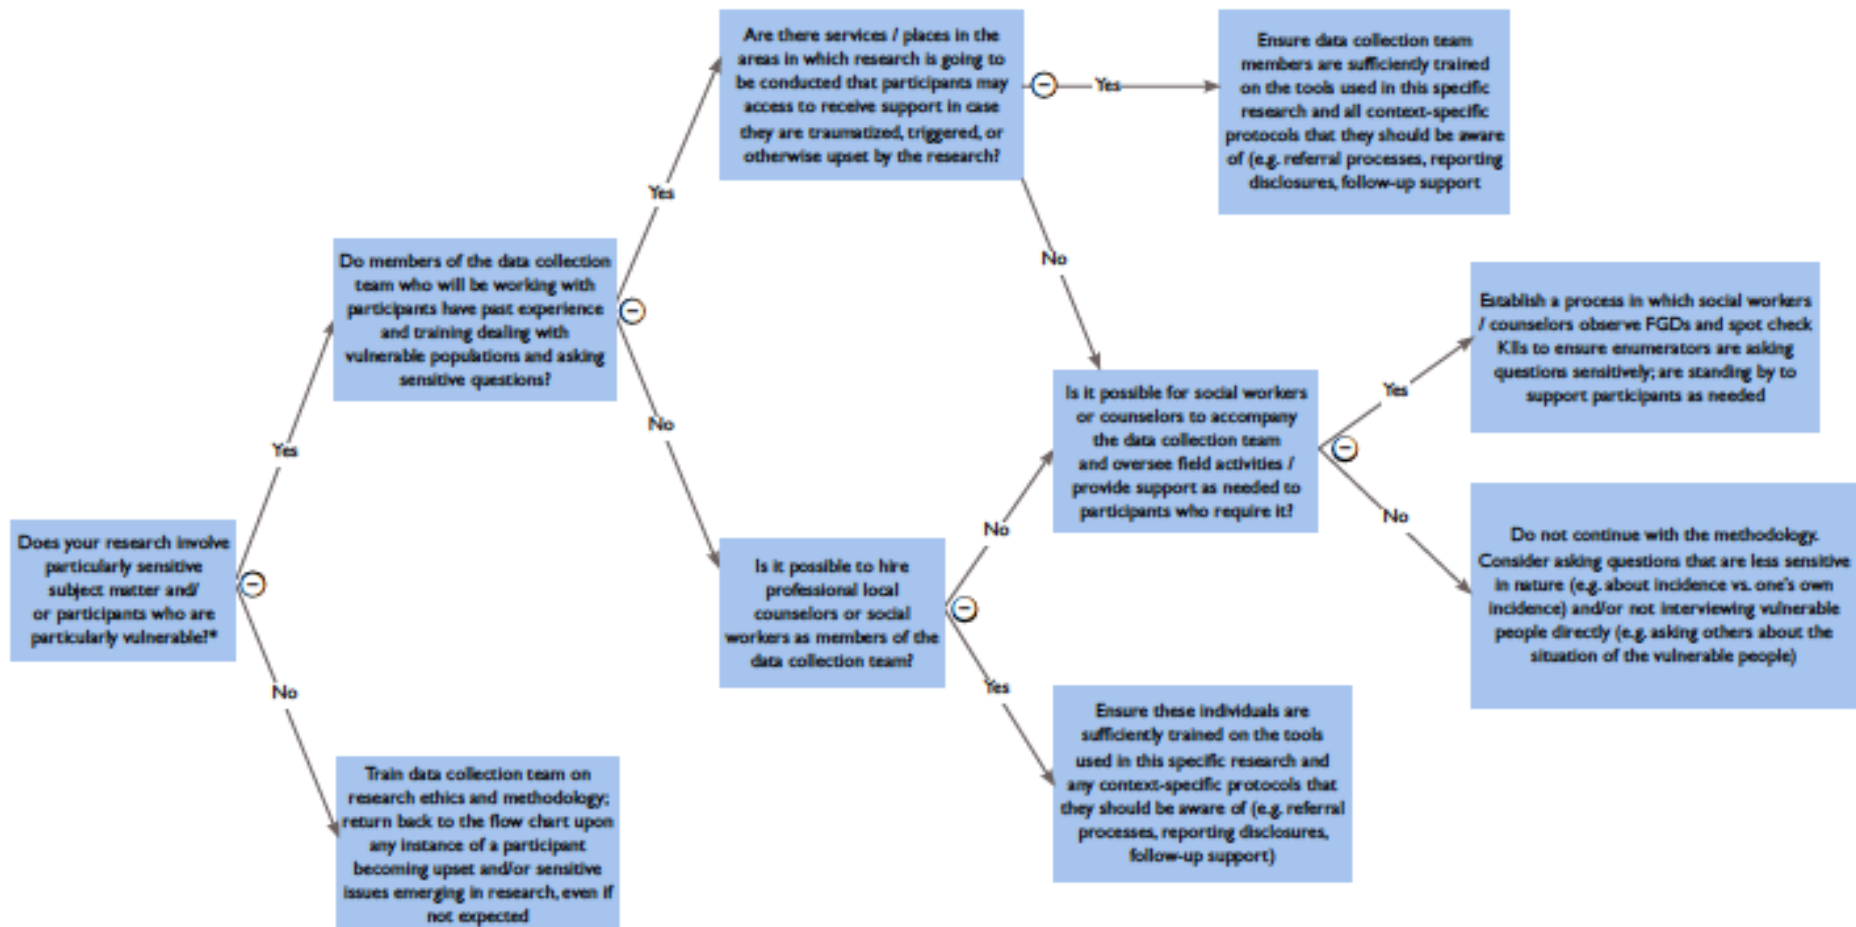 Does your research involve
particularly sensitive
subject matter and/
or participants who are
particularly vulnerable?*
Yes
No
Do members of the data collection
team who will be working with
participants have past experience
and training dealing with
vulnerable populations and asking
sensitive questions?
Train data collection team on
research ethics and methodology;
return back to the flow chart upon
any instance of a participant
becoming upset and/or sensitive
issues emerging in research, even if
not expected
Yes
No
Are there services / places in the
areas in which research is going to
be conducted that participants may
access to receive support in case
they are traumatized, triggered, or
otherwise upset by the research?
Is it possible to hire
professional local
counselors or social
workers as members of the
data collection team?
Yes
No
No
Yes
Ensure data collection team
members are sufficiently trained
on the tools used in this specific
research and all context-specific
protocols that they should be aware
of (e.g. referral processes, reporting
disclosures, follow-up support
Is it possible for social workers
or counselors to accompany
the data collection team
and oversee field activities /
provide support as needed to
participants who require it?
Ensure these individuals are
sufficiently trained on the tools
used in this specific research and
any context-specific protocols that
they should be aware of (e.g. referral
processes, reporting disclosures,
follow-up support)
Yes
No
Establish a process in which social workers
/ counselors observe FGDs and spot check
KIIs to ensure enumerators are asking
questions sensitively; are standing by to
support participants as needed
Do not continue with the methodology.
Consider asking questions that are less sensitive
in nature (e.g. about incidence vs. one's own
incidence) and/or not interviewing vulnerable
people directly (e.g. asking others about the
situation of the vulnerable people)